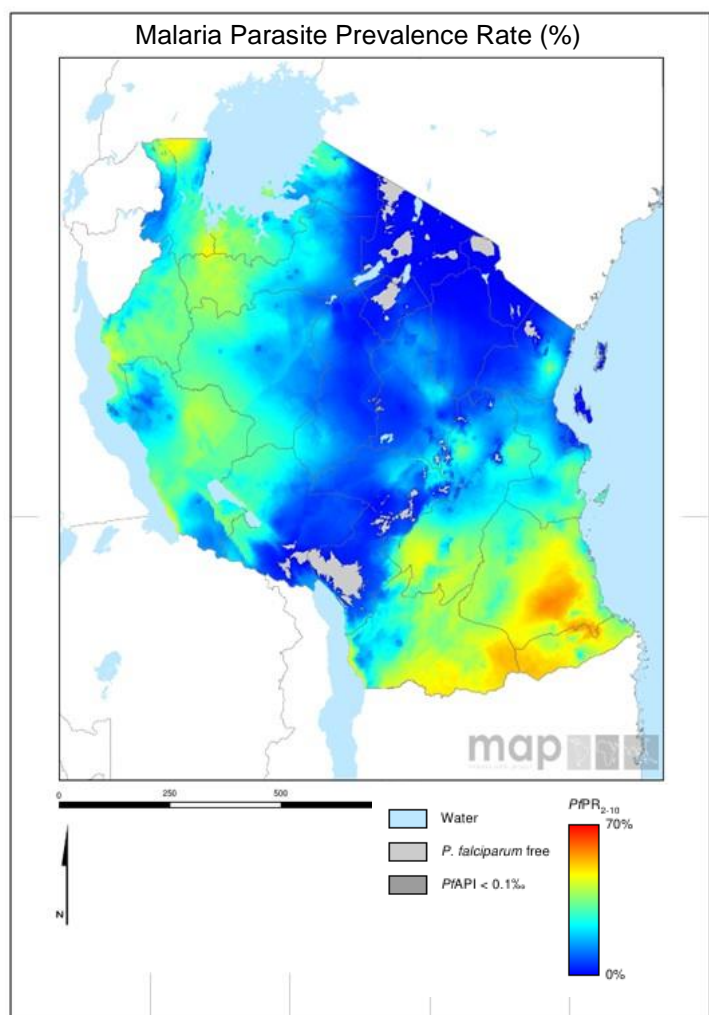 Malaria Parasite Prevalence Rate (%)
map
0 250 500
N
Water
P. falciparum free
PfAPI < 0.1‰
PfPR2-10
70%
0%